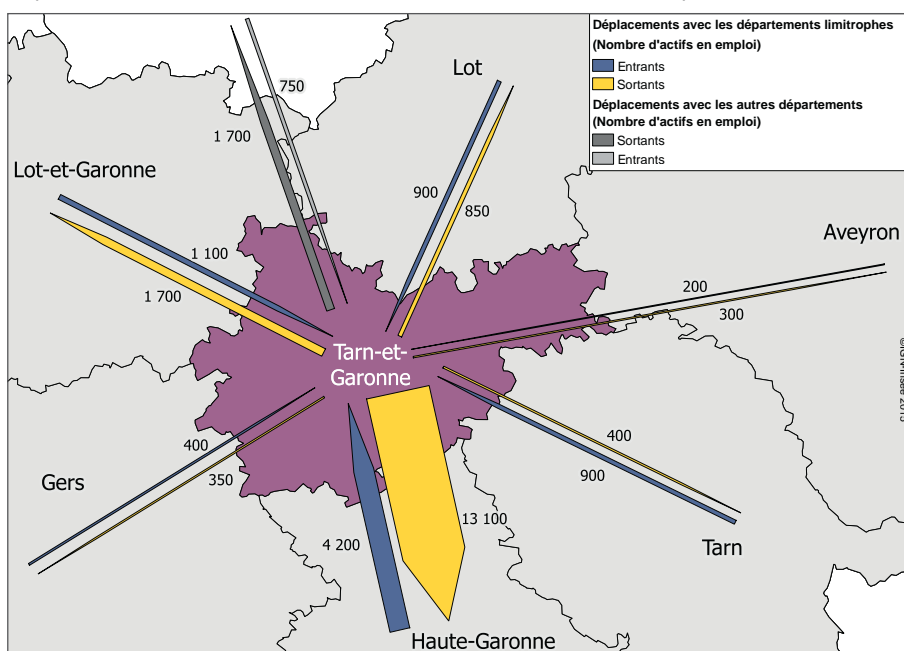 Déplacements avec les départements limitrophes
(Nombre d'actifs en emploi)
Entrants
Sortants
Déplacements avec les autres départements
(Nombre d'actifs en emploi)
Sortants
Entrants
Lot
750
1 700
Lot-et-Garonne
900
850
Aveyron
1 100
1 700
200
300
Tarn-et-
Garonne
400
350
Gers
400
900
Tarn
13 100
4 200
Haute-Garonne